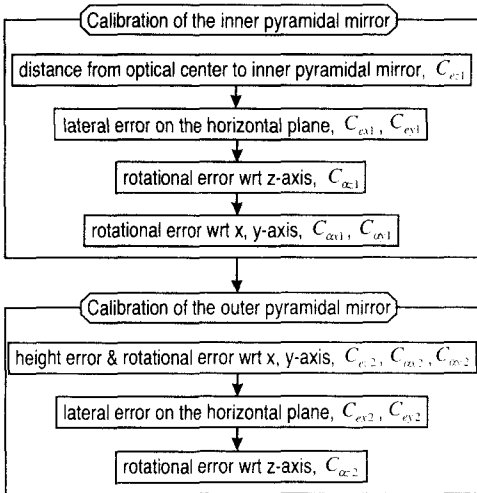 Calibration of the inner pyramidal mirror
distance from optical center to inner pyramidal mirror, C_ez1
lateral error on the horizontal plane, C_ex1, C_ey1
rotational error wrt z-axis, C_αz1
rotational error wrt x, y-axis, C_αx1, C_αy1
Calibration of the outer pyramidal mirror
height error & rotational error wrt x, y-axis, C_ez2, C_αx2, C_αy2
lateral error on the horizontal plane, C_ex2, C_ey2
rotational error wrt z-axis, C_αz2